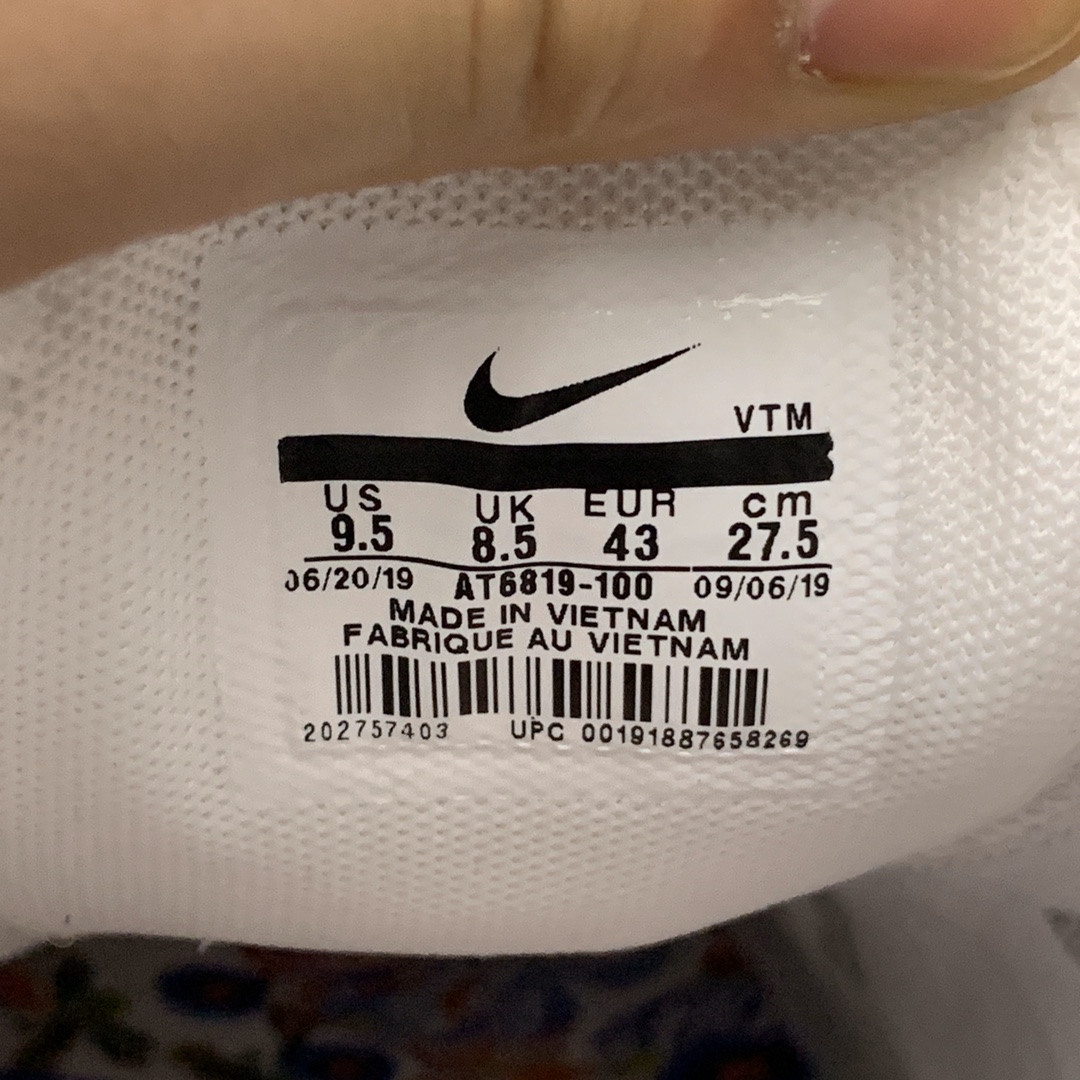 VTM
US UK EUR cm
9.5 8.5 43 27.5
06/20/19 AT6819-100 09/06/19
MADE IN VIETNAM
FABRIQUE AU VIETNAM
202757403 UPC 00191887658269